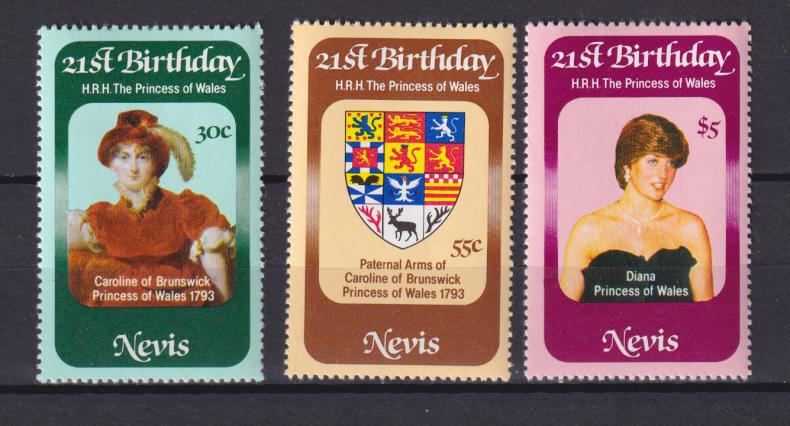 21st Birthday
H.R.H. The Princess of Wales
30c
Caroline of Brunswick
Princess of Wales 1793
Nevis
21st Birthday
H.R.H. The Princess of Wales
55c
Paternal Arms of
Caroline of Brunswick
Princess of Wales 1793
Nevis
21st Birthday
H.R.H. The Princess of Wales
$5
Diana
Princess of Wales
Nevis